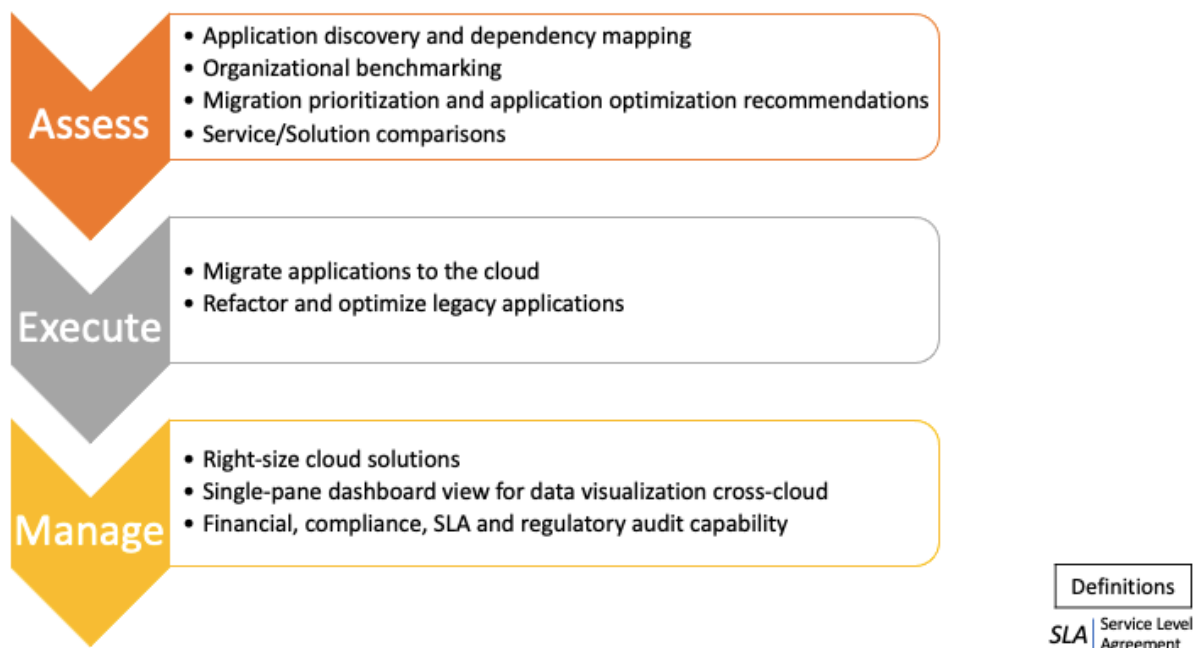 Assess
• Application discovery and dependency mapping
• Organizational benchmarking
• Migration prioritization and application optimization recommendations
• Service/Solution comparisons
Execute
• Migrate applications to the cloud
• Refactor and optimize legacy applications
Manage
• Right-size cloud solutions
• Single-pane dashboard view for data visualization cross-cloud
• Financial, compliance, SLA and regulatory audit capability
Definitions
SLA
Service Level
Agreement